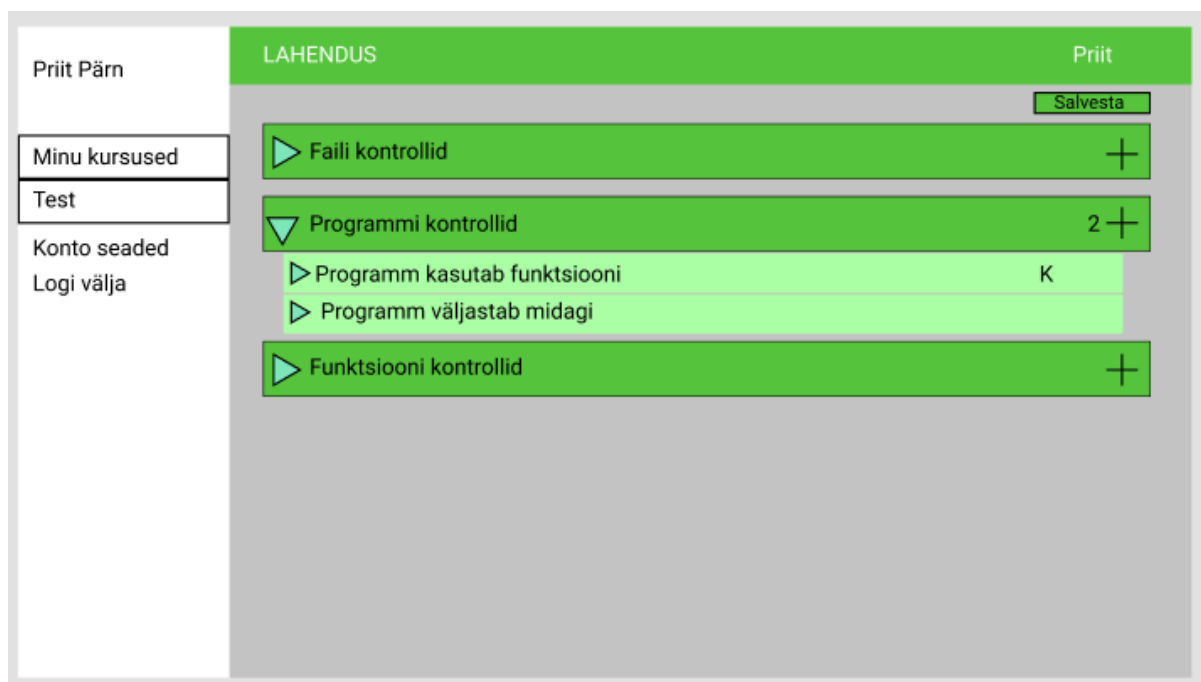 Priit Pärn
Minu kursused
Test
Konto seaded
Logi välja
LAHENDUS Priit
Salvesta
Faili kontrollid
Programmi kontrollid 2
Programm kasutab funktsiooni K
Programm väljastab midagi
Funktsiooni kontrollid